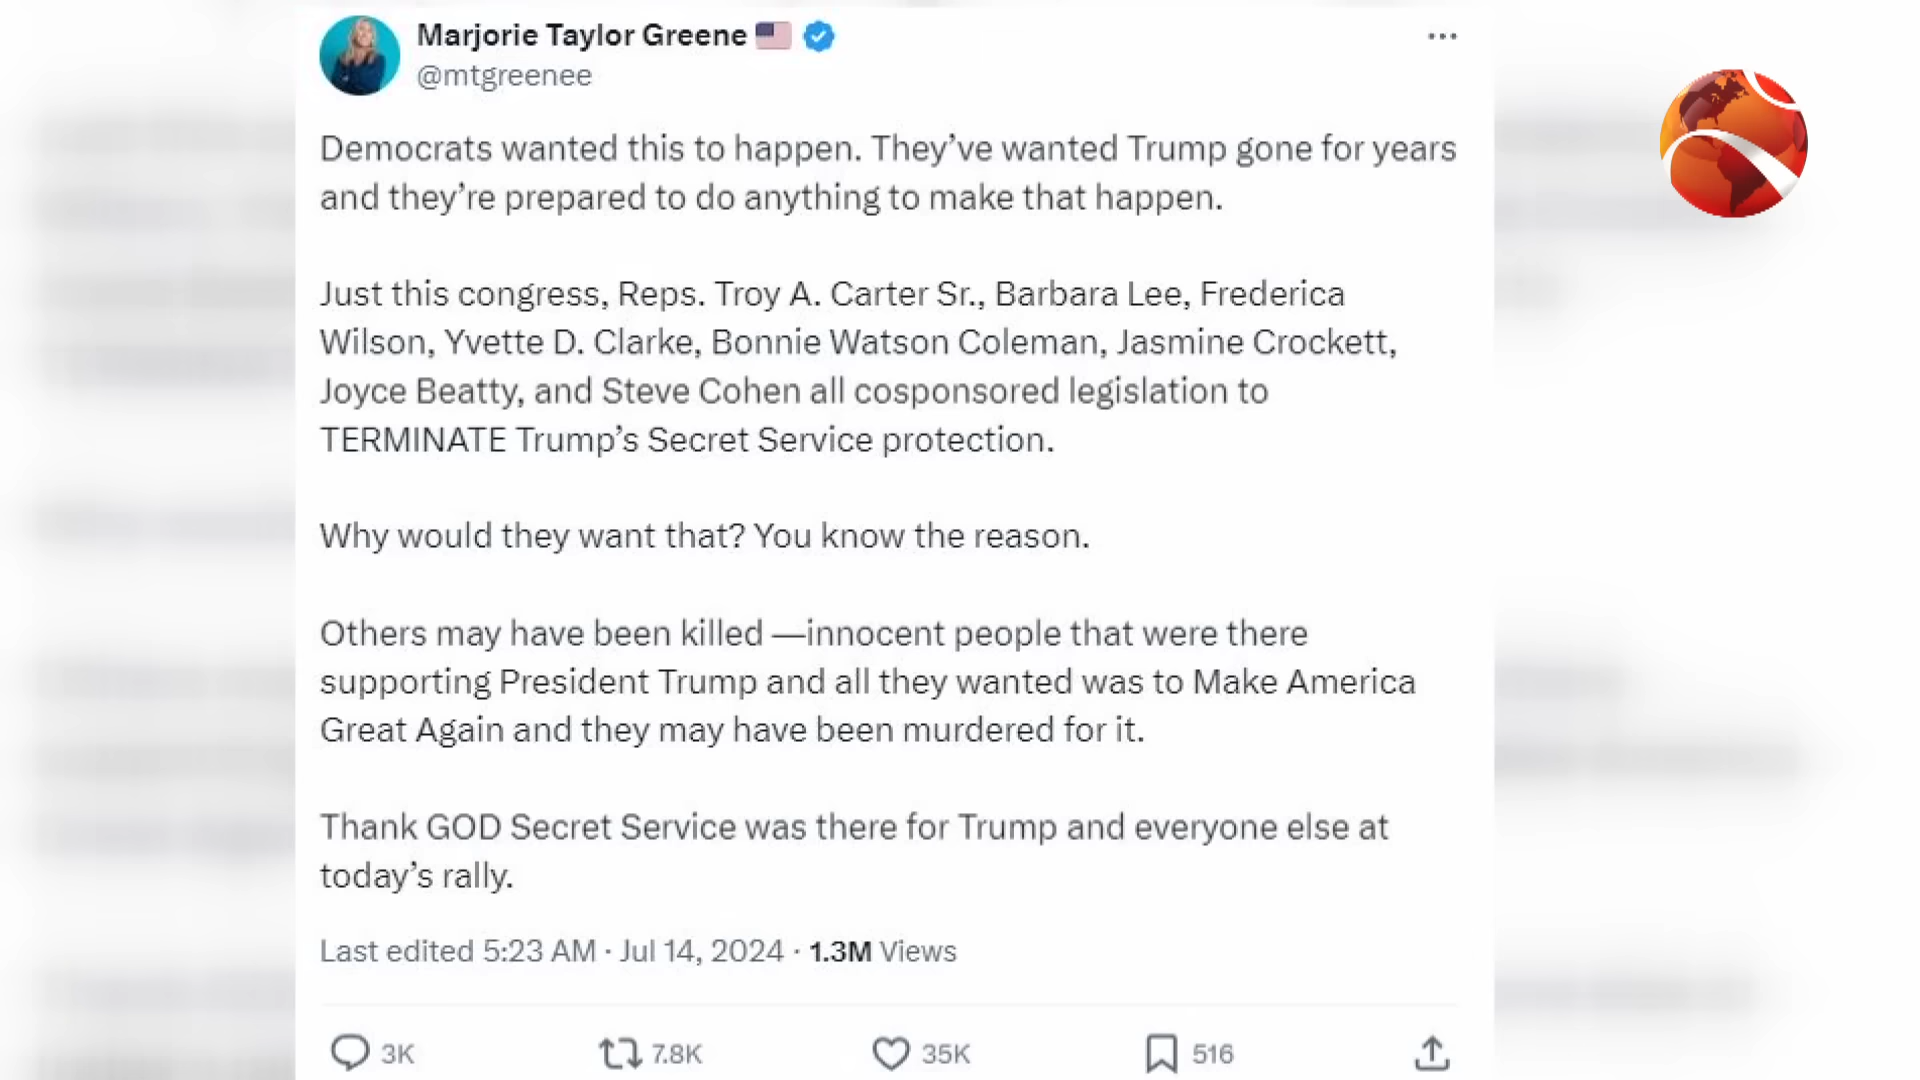 Marjorie Taylor Greene
@mtgreenee
Democrats wanted this to happen. They’ve wanted Trump gone for years
and they’re prepared to do anything to make that happen.
Just this congress, Reps. Troy A. Carter Sr., Barbara Lee, Frederica
Wilson, Yvette D. Clarke, Bonnie Watson Coleman, Jasmine Crockett,
Joyce Beatty, and Steve Cohen all cosponsored legislation to
TERMINATE Trump’s Secret Service protection.
Why would they want that? You know the reason.
Others may have been killed —innocent people that were there
supporting President Trump and all they wanted was to Make America
Great Again and they may have been murdered for it.
Thank GOD Secret Service was there for Trump and everyone else at
today’s rally.
Last edited 5:23 AM · Jul 14, 2024 · 1.3M Views
3K 7.8K 35K 516